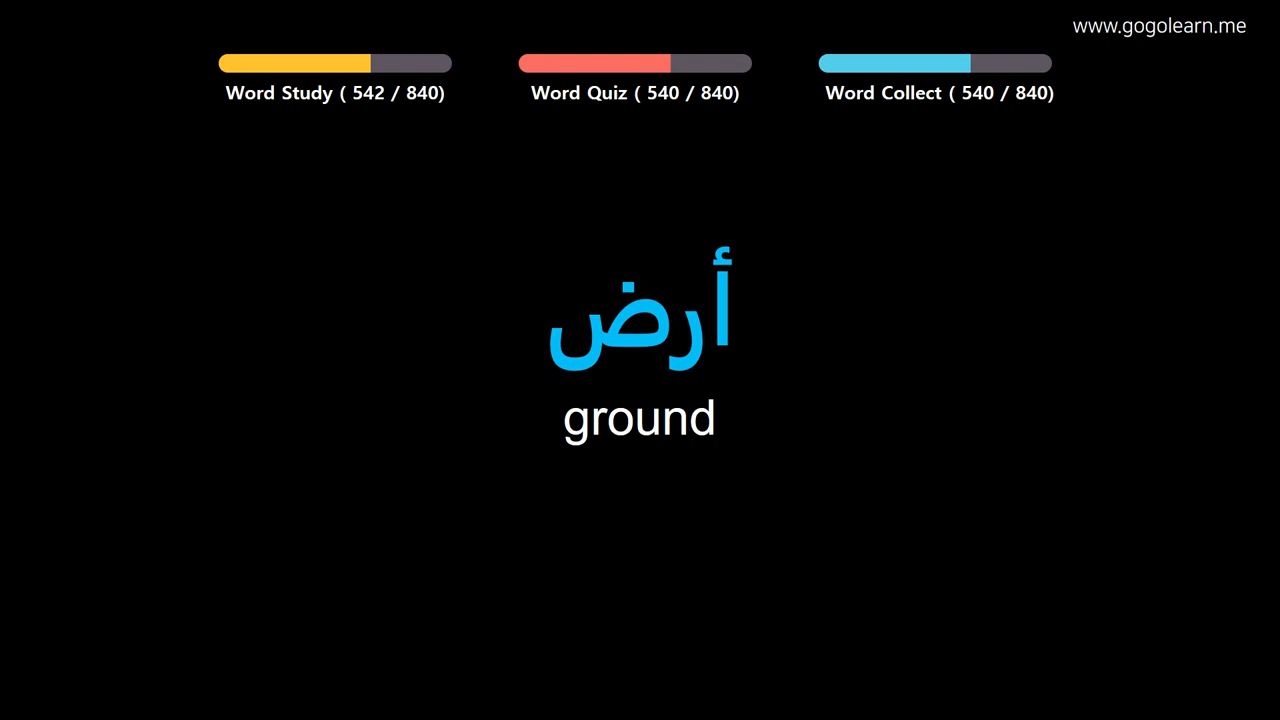 www.gogolearn.me
Word Study ( 542 / 840)
Word Quiz ( 540 / 840)
Word Collect ( 540 / 840)
أرض
ground